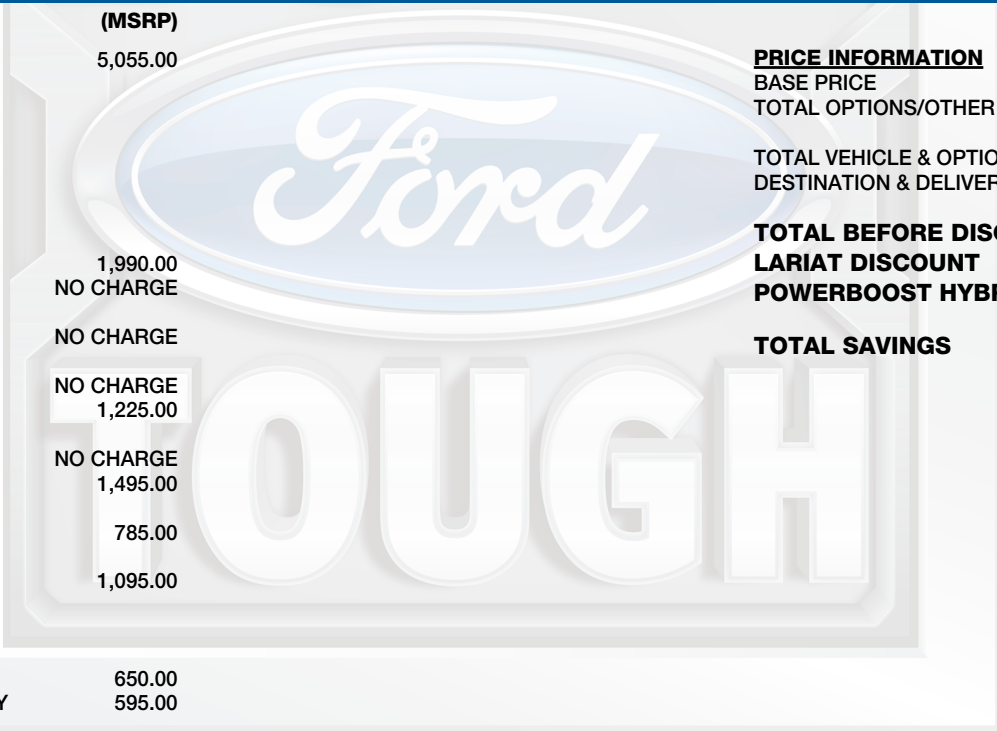 (MSRP)
5,055.00
1,990.00
NO CHARGE
NO CHARGE
NO CHARGE
1,225.00
NO CHARGE
1,495.00
785.00
1,095.00
650.00
Y 595.00
PRICE INFORMATION
BASE PRICE
TOTAL OPTIONS/OTHER
TOTAL VEHICLE & OPTIO
DESTINATION & DELIVER
TOTAL BEFORE DISC
LARIAT DISCOUNT
POWERBOOST HYBR
TOTAL SAVINGS
Ford
TOUGH